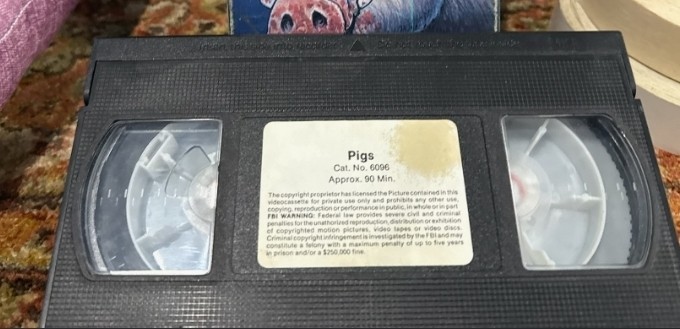 Pigs
Cat. No. 6096
Approx. 90 Min.
The copyright proprietor has licensed the Picture contained in this
videocassette for private use only and prohibits any other use,
copying, reproduction or performance in public, in whole or in part.
FBI WARNING: Federal law provides severe civil and criminal
penalties for the unathorized reproduction, distribution or exhibition
of copyrighted motion pictures, video tapes or video discs.
Criminal copyright infringement is investigated by the FBI and may
constitute a felony with a maximum penalty of up to five years
in prison and/or a $250,000 fine.